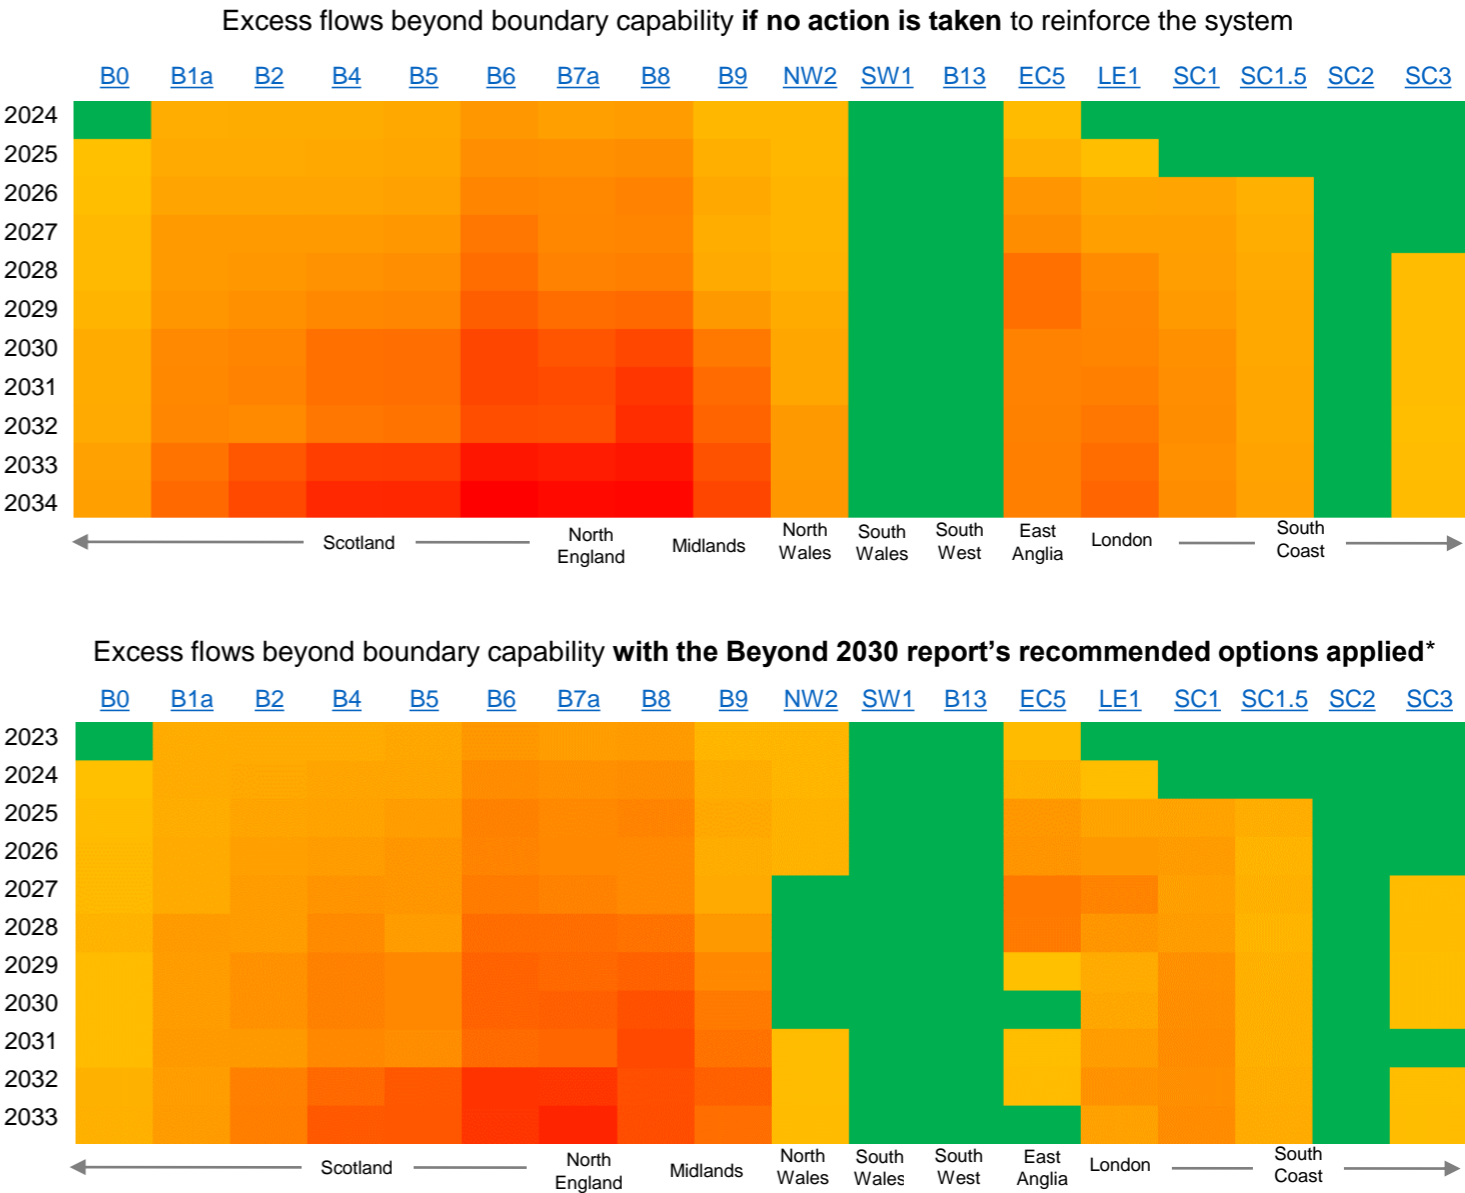 Excess flows beyond boundary capability if no action is taken to reinforce the system
B0 B1a B2 B4 B5 B6 B7a B8 B9 NW2 SW1 B13 EC5 LE1 SC1 SC1.5 SC2 SC3
2024
2025
2026
2027
2028
2029
2030
2031
2032
2033
2034
Scotland
North
England
Midlands
North
Wales
South
Wales
South
West
East
Anglia
London
South
Coast
Excess flows beyond boundary capability with the Beyond 2030 report's recommended options applied*
B0 B1a B2 B4 B5 B6 B7a B8 B9 NW2 SW1 B13 EC5 LE1 SC1 SC1.5 SC2 SC3
2023
2024
2025
2026
2027
2028
2029
2030
2031
2032
2033
Scotland
North
England
Midlands
North
Wales
South
Wales
South
West
East
Anglia
London
South
Coast